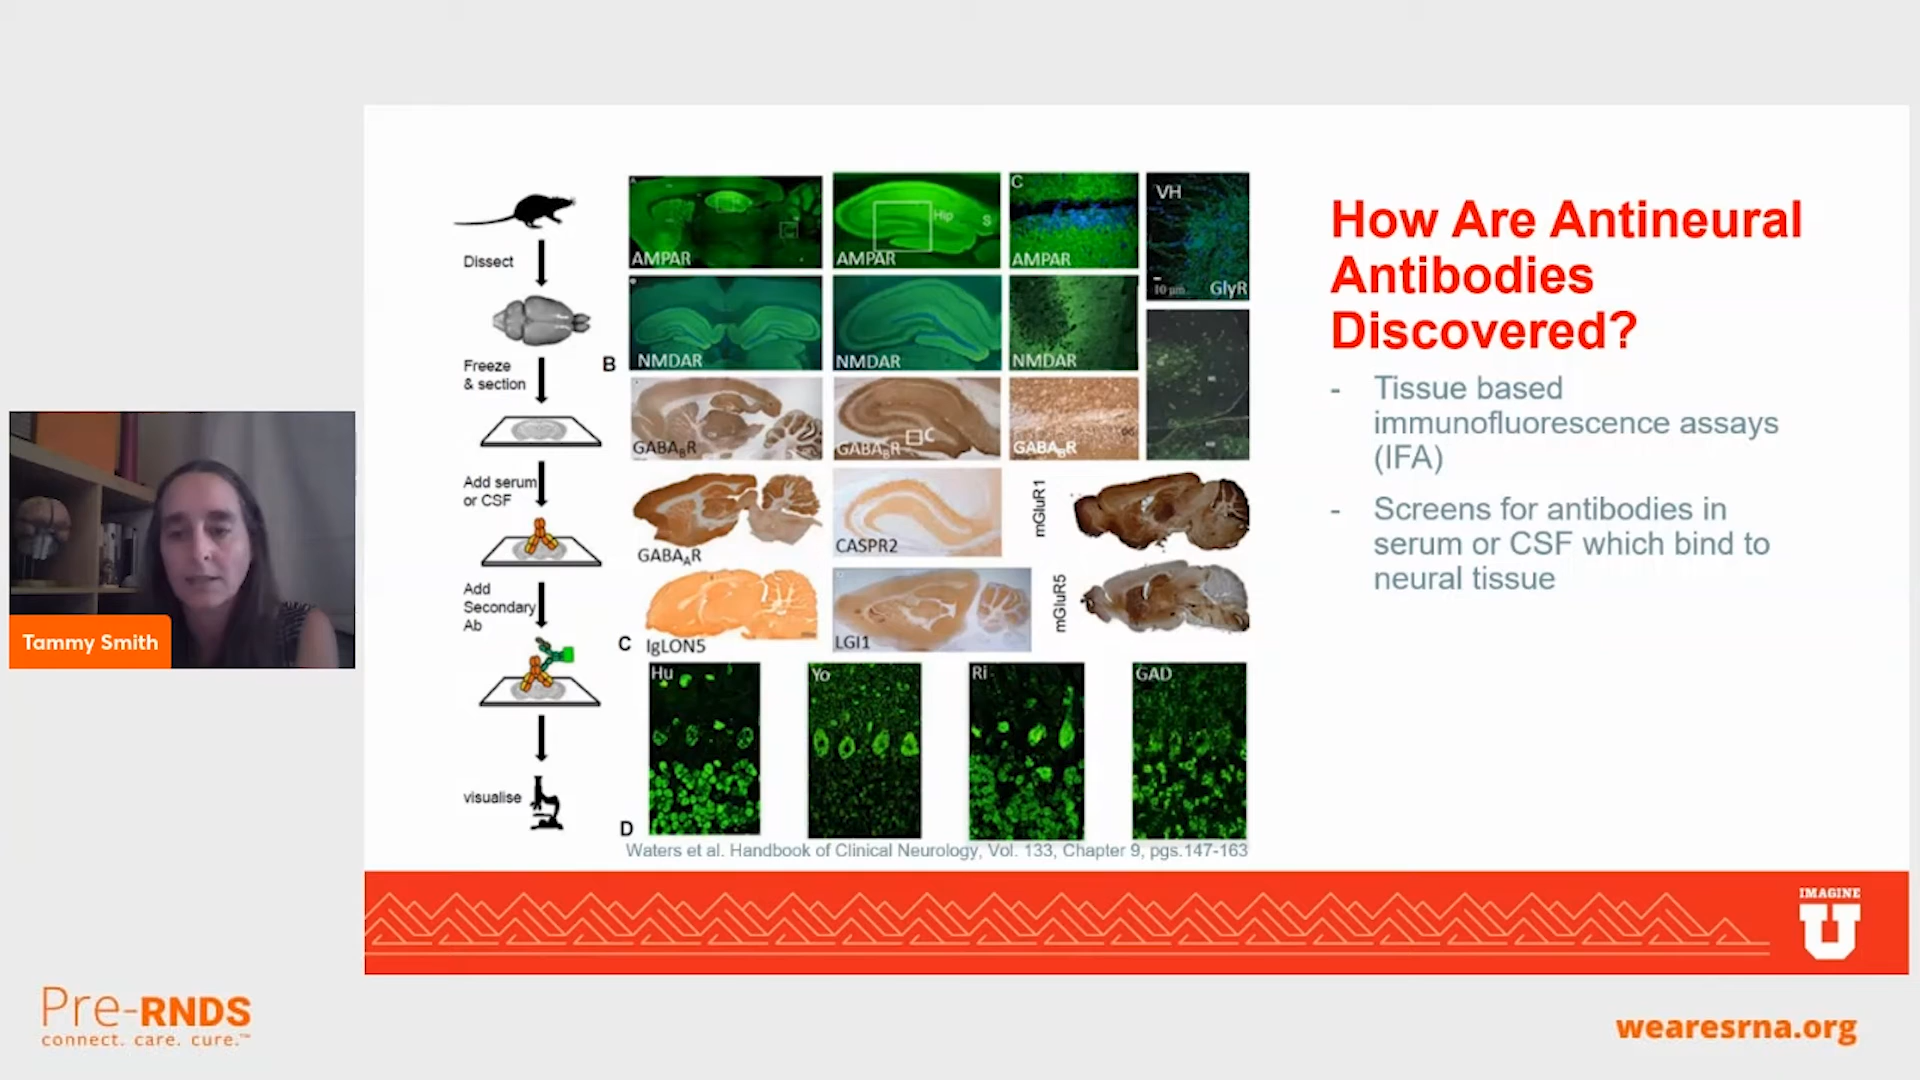 How Are Antineural
Antibodies
Discovered?
- Tissue based
immunofluorescence assays
(IFA)
- Screens for antibodies in
serum or CSF which bind to
neural tissue
Dissect
Freeze
& section
Add serum
or CSF
Add
Secondary
Ab
visualise
AMPAR
Hip
S
AMPAR
C
AMPAR
VH
10 µm
GlyR
B
NMDAR
NMDAR
NMDAR
GABABR
C
GABABR
GABABR
GABAAR
CASPR2
mGluR1
C
IgLON5
LGI1
mGluR5
Hu
Yo
Ri
GAD
D
Waters et al. Handbook of Clinical Neurology, Vol. 133, Chapter 9, pgs.147-163
Tammy Smith
IMAGINE
U
Pre-RNDS
connect. care. cure.™
wearesrna.org